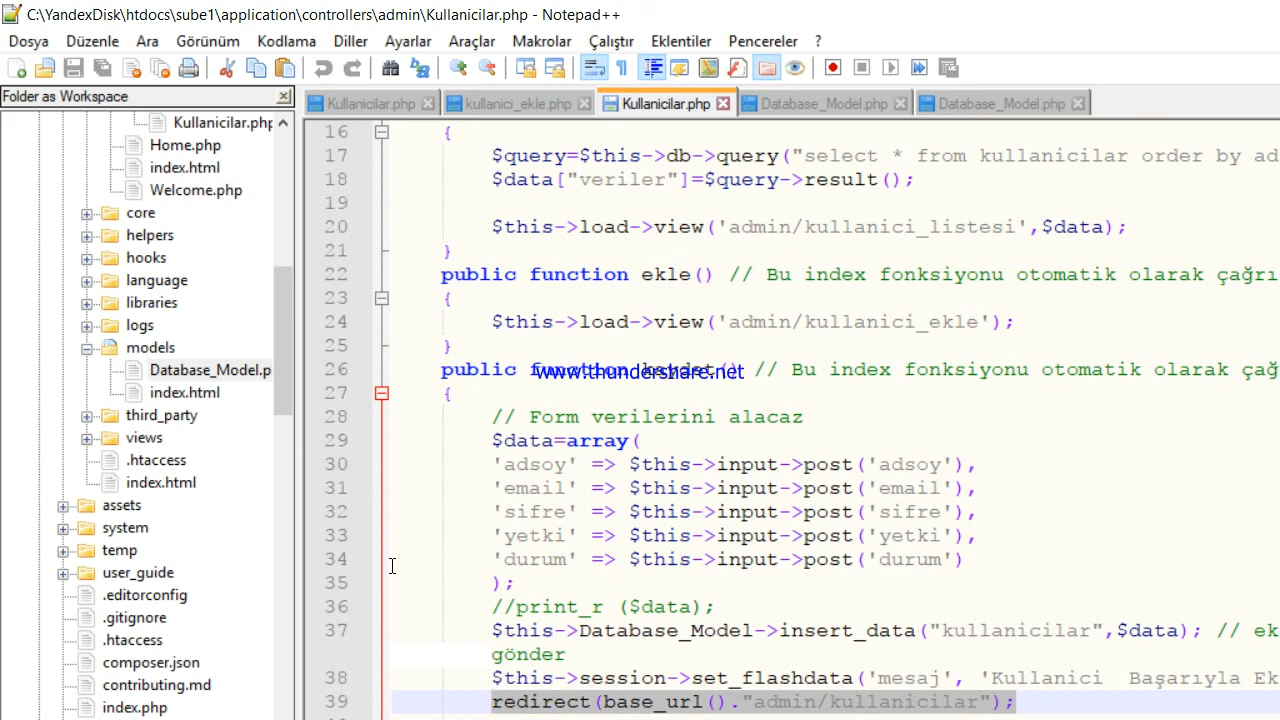 C:\YandexDisk\htdocs\sube1\application\controllers\admin\Kullanicilar.php - Notepad++
Dosya Düzenle Ara Görünüm Kodlama Diller Ayarlar Araçlar Makrolar Çalıştır Eklentiler Pencereler ?
Folder as Workspace
Kullanicilar.php
Home.php
index.html
Welcome.php
core
helpers
hooks
language
libraries
logs
models
Database_Model.p
index.html
third_party
views
.htaccess
index.html
assets
system
temp
user_guide
.editorconfig
.gitignore
.htaccess
composer.json
contributing.md
index.php
Kullanicilar.php kullanici_ekle.php Kullanicilar.php Database_Model.php Database_Model.php
16 {
17 $query=$this->db->query("select * from kullanicilar order by ad
18 $data["veriler"]=$query->result();
19
20 $this->load->view('admin/kullanici_listesi',$data);
21 }
22 public function ekle() // Bu index fonksiyonu otomatik olarak çağrı
23 {
24 $this->load->view('admin/kullanici_ekle');
25 }
26 public function () // Bu index fonksiyonu otomatik olarak çağ
www.thundershare.net
27 {
28 // Form verilerini alacaz
29 $data=array(
30 'adsoy' => $this->input->post('adsoy'),
31 'email' => $this->input->post('email'),
32 'sifre' => $this->input->post('sifre'),
33 'yetki' => $this->input->post('yetki'),
34 'durum' => $this->input->post('durum')
35 );
36 //print_r ($data);
37 $this->Database_Model->insert_data("kullanicilar",$data); // ek
gönder
38 $this->session->set_flashdata('mesaj', 'Kullanici Başarıyla Ek
39 redirect(base_url()."admin/kullanicilar");